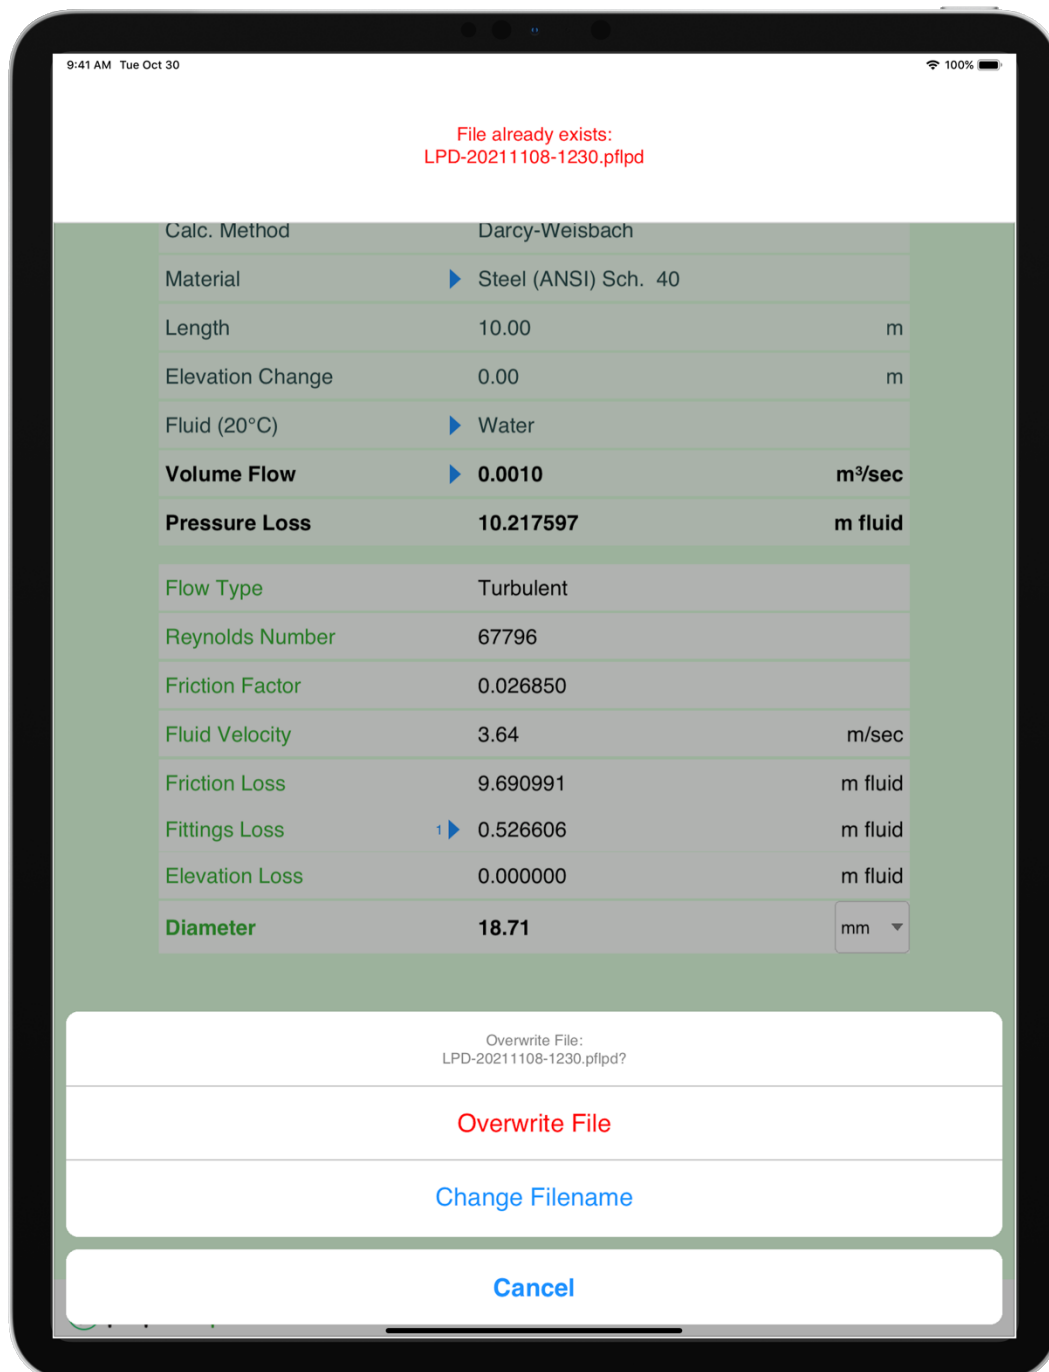 9:41 AM Tue Oct 30 100%
File already exists:
LPD-20211108-1230.pflpd
Calc. Method Darcy-Weisbach
Material Steel (ANSI) Sch. 40
Length 10.00 m
Elevation Change 0.00 m
Fluid (20°C) Water
Volume Flow 0.0010 m³/sec
Pressure Loss 10.217597 m fluid
Flow Type Turbulent
Reynolds Number 67796
Friction Factor 0.026850
Fluid Velocity 3.64 m/sec
Friction Loss 9.690991 m fluid
Fittings Loss 1 0.526606 m fluid
Elevation Loss 0.000000 m fluid
Diameter 18.71 mm
Overwrite File:
LPD-20211108-1230.pflpd?
Overwrite File
Change Filename
Cancel